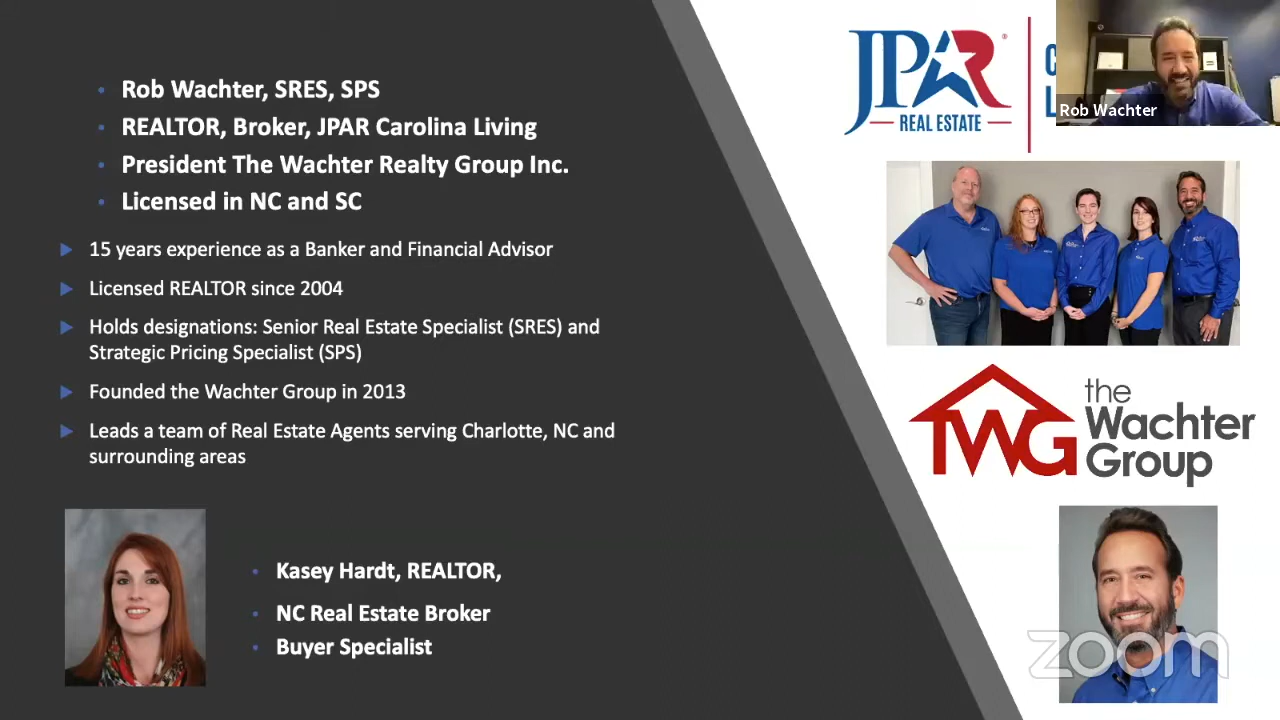 Rob Wachter, SRES, SPS
REALTOR, Broker, JPAR Carolina Living
President The Wachter Realty Group Inc.
Licensed in NC and SC
15 years experience as a Banker and Financial Advisor
Licensed REALTOR since 2004
Holds designations: Senior Real Estate Specialist (SRES) and
Strategic Pricing Specialist (SPS)
Founded the Wachter Group in 2013
Leads a team of Real Estate Agents serving Charlotte, NC and
surrounding areas
Kasey Hardt, REALTOR,
NC Real Estate Broker
Buyer Specialist
JPAR®
REAL ESTATE
Rob Wachter
TWG
the
Wachter
Group
zoom